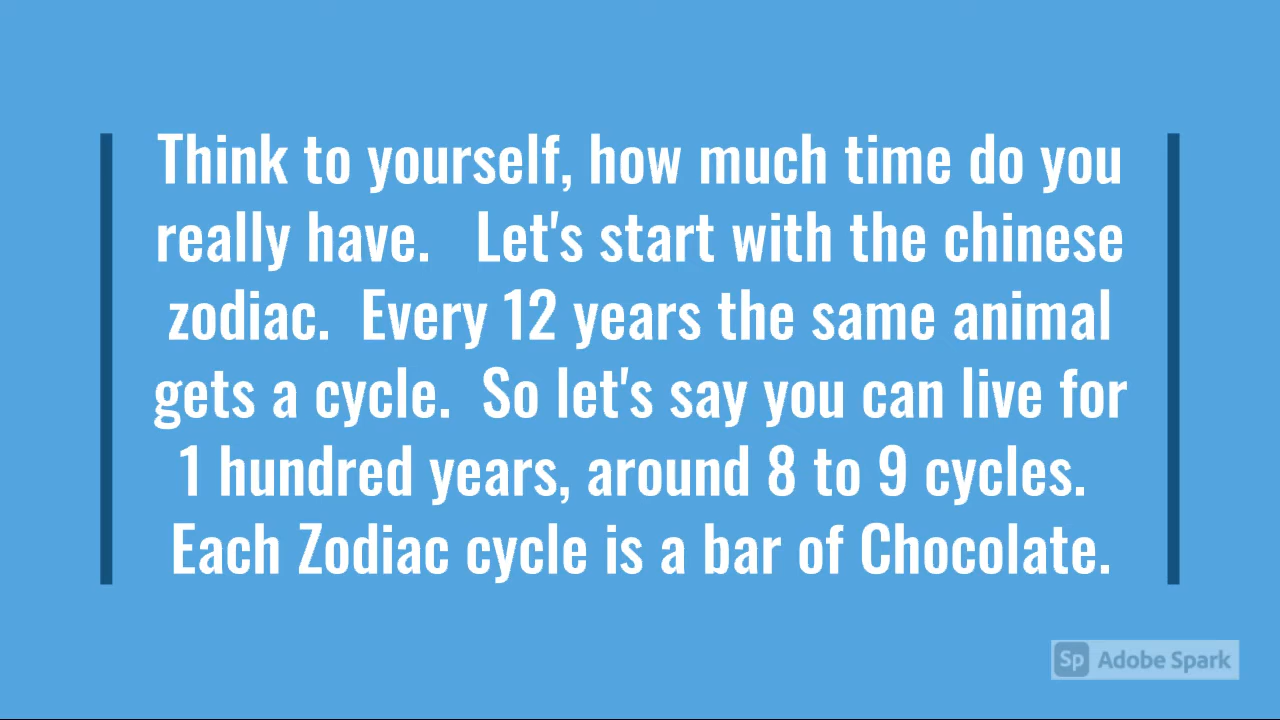 Think to yourself, how much time do you
really have.   Let's start with the chinese
zodiac.  Every 12 years the same animal
gets a cycle.  So let's say you can live for
1 hundred years, around 8 to 9 cycles.
Each Zodiac cycle is a bar of Chocolate.
Sp Adobe Spark